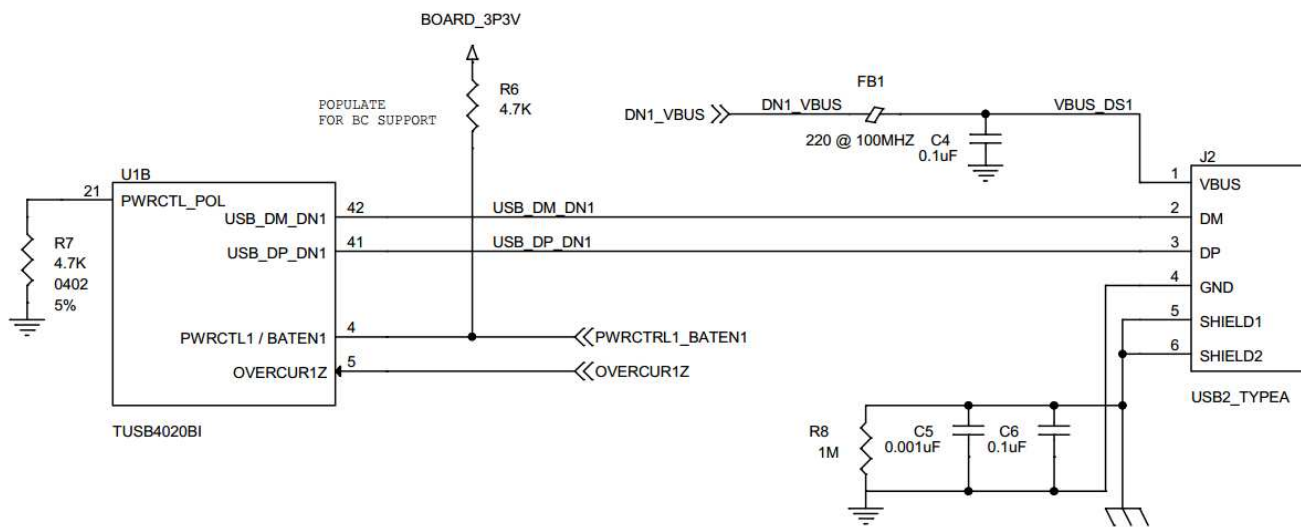 BOARD_3P3V
R6
4.7K
POPULATE
FOR BC SUPPORT
FB1
DN1_VBUS
DN1_VBUS
VBUS_DS1
220 @ 100MHZ
C4
0.1uF
J2
1
VBUS
2
DM
3
DP
4
GND
5
SHIELD1
6
SHIELD2
USB2_TYPEA
U1B
21
PWRCTL_POL
USB_DM_DN1
42
USB_DM_DN1
USB_DP_DN1
41
USB_DP_DN1
R7
4.7K
0402
5%
PWRCTL1 / BATEN1
4
PWRCTRL1_BATEN1
OVERCUR1Z
5
OVERCUR1Z
TUSB4020BI
R8
1M
C5
0.001uF
C6
0.1uF